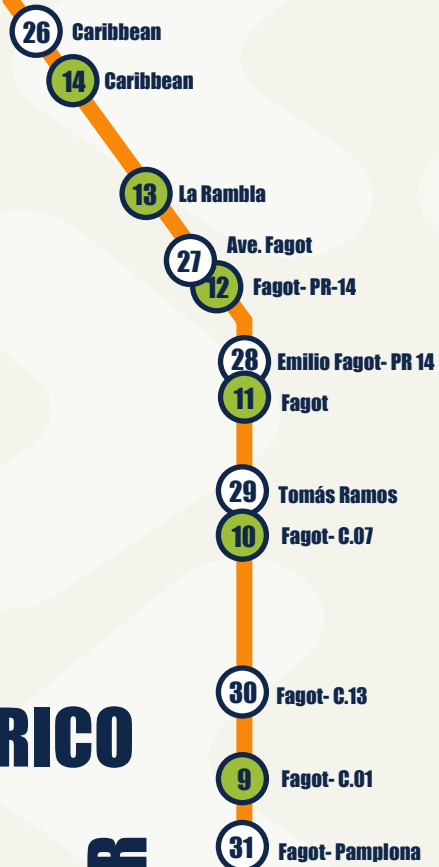 26 Caribbean
14 Caribbean
13 La Rambla
27 Ave. Fagot
12 Fagot- PR-14
28 Emilio Fagot- PR 14
11 Fagot
29 Tomás Ramos
10 Fagot- C.07
30 Fagot- C.13
RICO
9 Fagot- C.01
R
31 Fagot- Pamplona